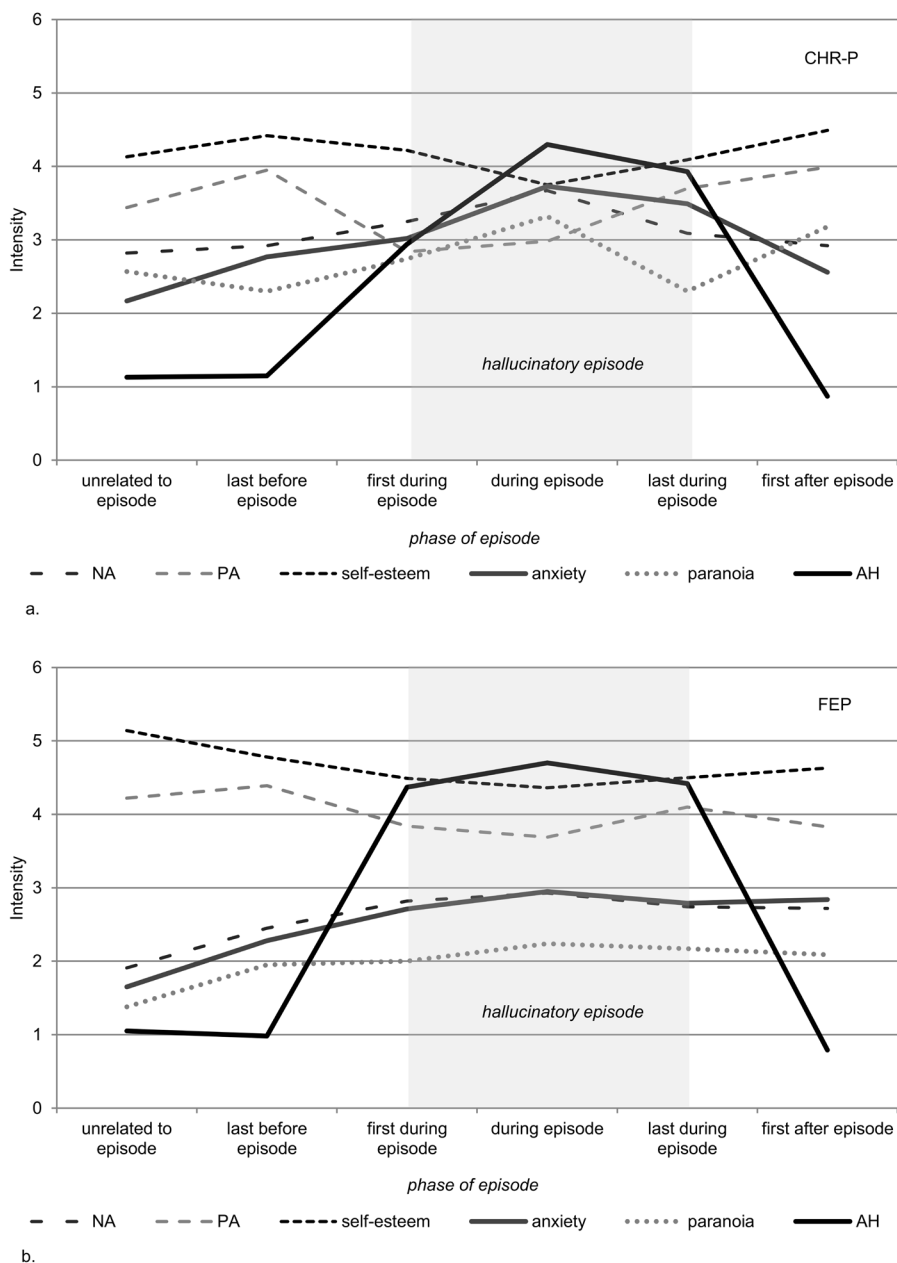 6
CHR-P
5
4
Intensity
3
2
hallucinatory episode
1
0
unrelated to episode
last before episode
first during episode
during episode
last during episode
first after episode
phase of episode
NA PA self-esteem anxiety paranoia AH
a.
6
FEP
5
4
Intensity
3
2
hallucinatory episode
1
0
unrelated to episode
last before episode
first during episode
during episode
last during episode
first after episode
phase of episode
NA PA self-esteem anxiety paranoia AH
b.